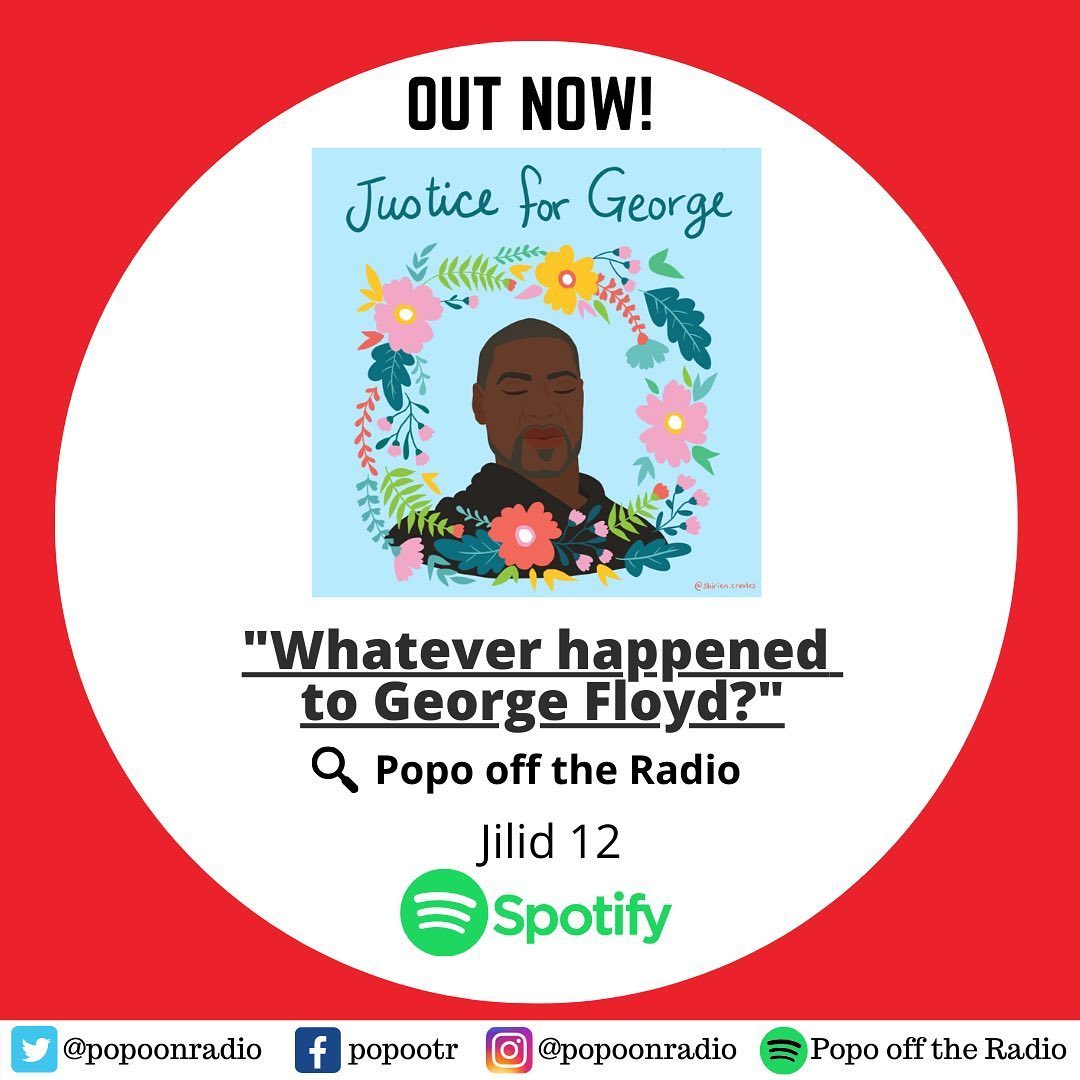 OUT NOW!
Justice for George
@shirien.creates
"Whatever happened
to George Floyd?"
Popo off the Radio
Jilid 12
Spotify
@popoonradio popootr @popoonradio Popo off the Radio